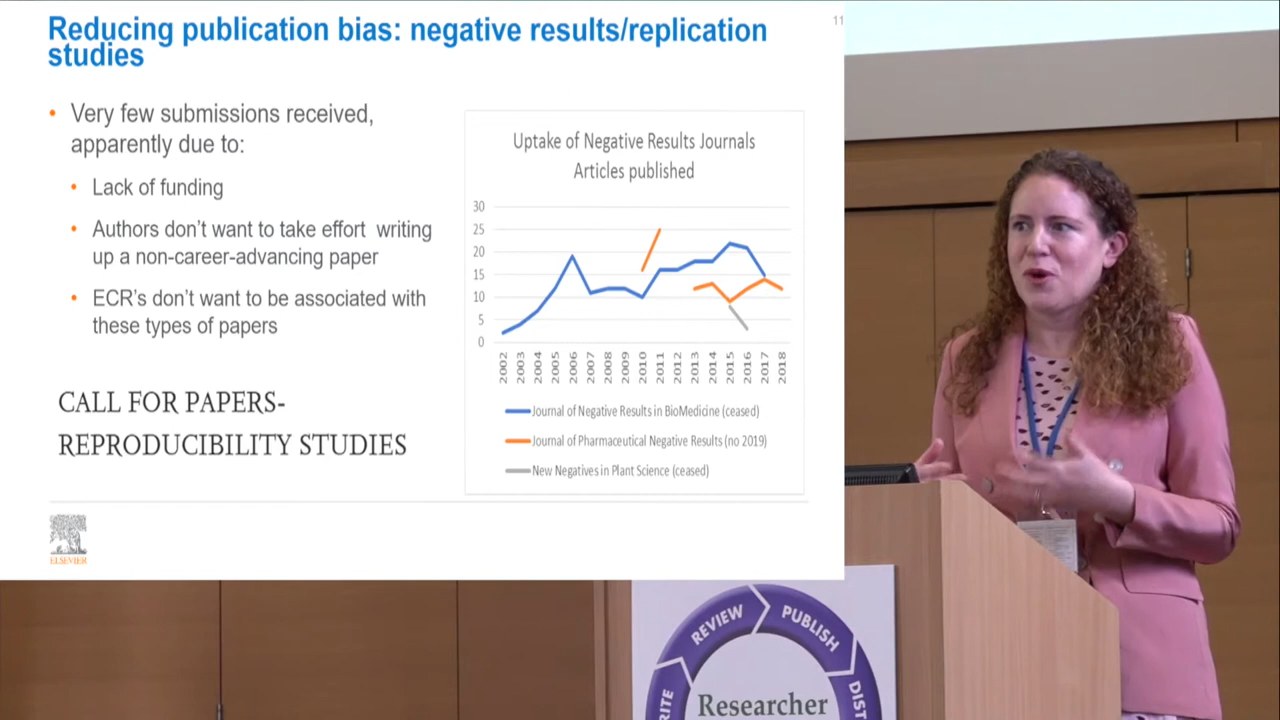 Reducing publication bias: negative results/replication
studies
11
• Very few submissions received,
apparently due to:
• Lack of funding
• Authors don't want to take effort writing
up a non-career-advancing paper
• ECR's don't want to be associated with
these types of papers
CALL FOR PAPERS-
REPRODUCIBILITY STUDIES
Uptake of Negative Results Journals
Articles published
30
25
20
15
10
5
0
2002
2003
2004
2005
2006
2007
2008
2009
2010
2011
2012
2013
2014
2015
2016
2017
2018
Journal of Negative Results in BioMedicine (ceased)
Journal of Pharmaceutical Negative Results (no 2019)
New Negatives in Plant Science (ceased)
ELSEVIER
REVIEW
PUBLISH
Researcher